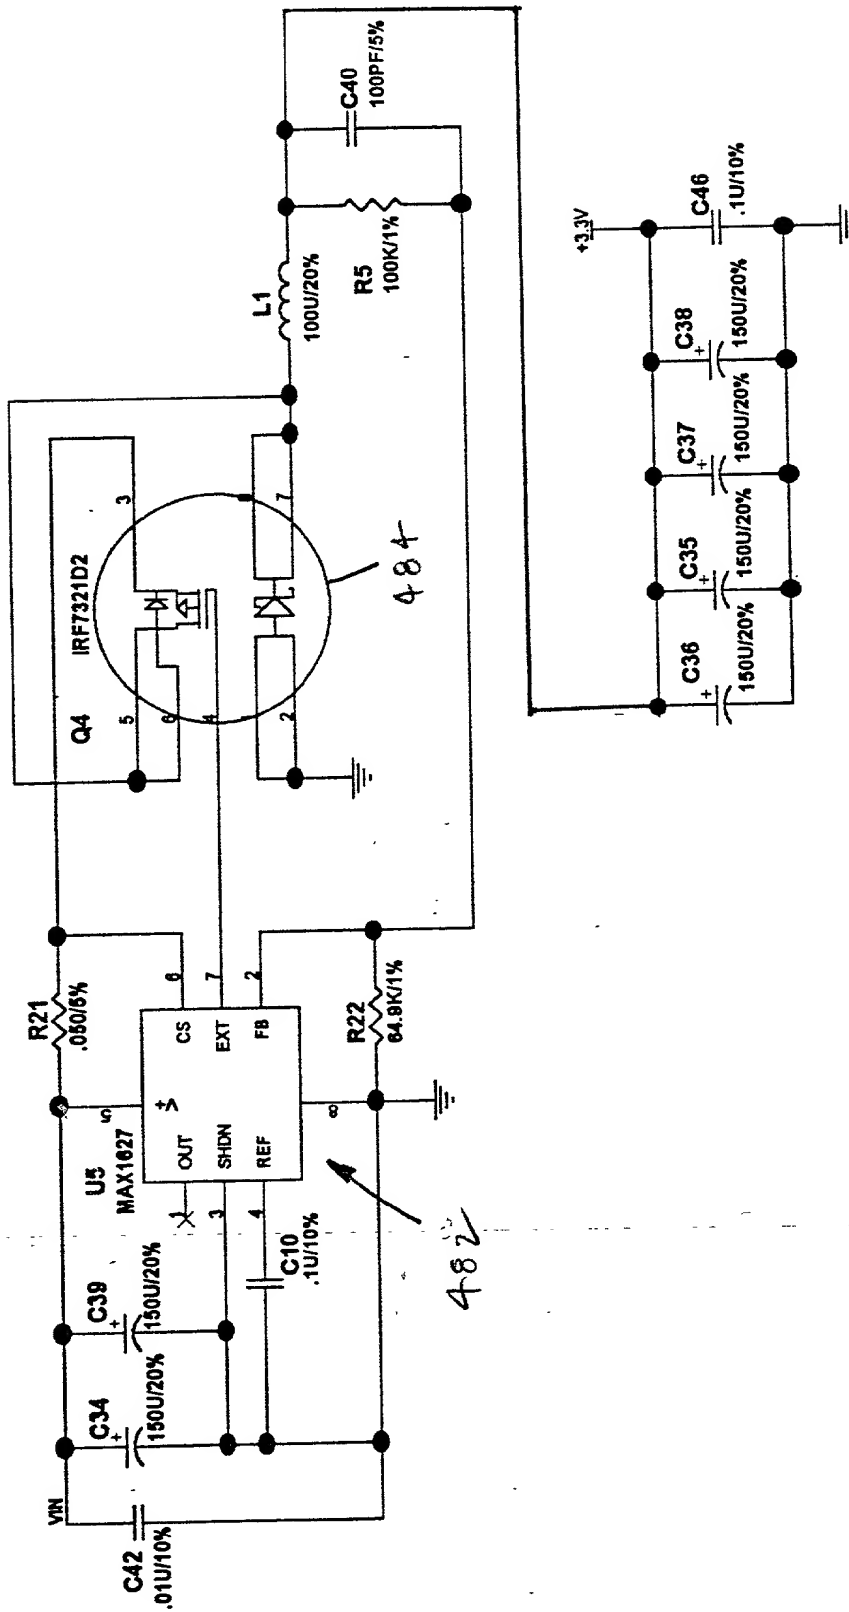 VIN
C42
.01U/10%
C34
+
150U/20%
C39
+
150U/20%
U5
MAX1627
R21
.050/5%
5
V+
1
OUT
3
SHDN
4
REF
CS
6
EXT
7
FB
2
8
C10
.1U/10%
482
R22
64.9K/1%
Q4
IRF7321D2
5
6
4
2
3
7
484
L1
100U/20%
R5
100K/1%
C40
100PF/5%
+3.3V
C36
+
150U/20%
C35
+
150U/20%
C37
+
150U/20%
C38
+
150U/20%
C46
.1U/10%